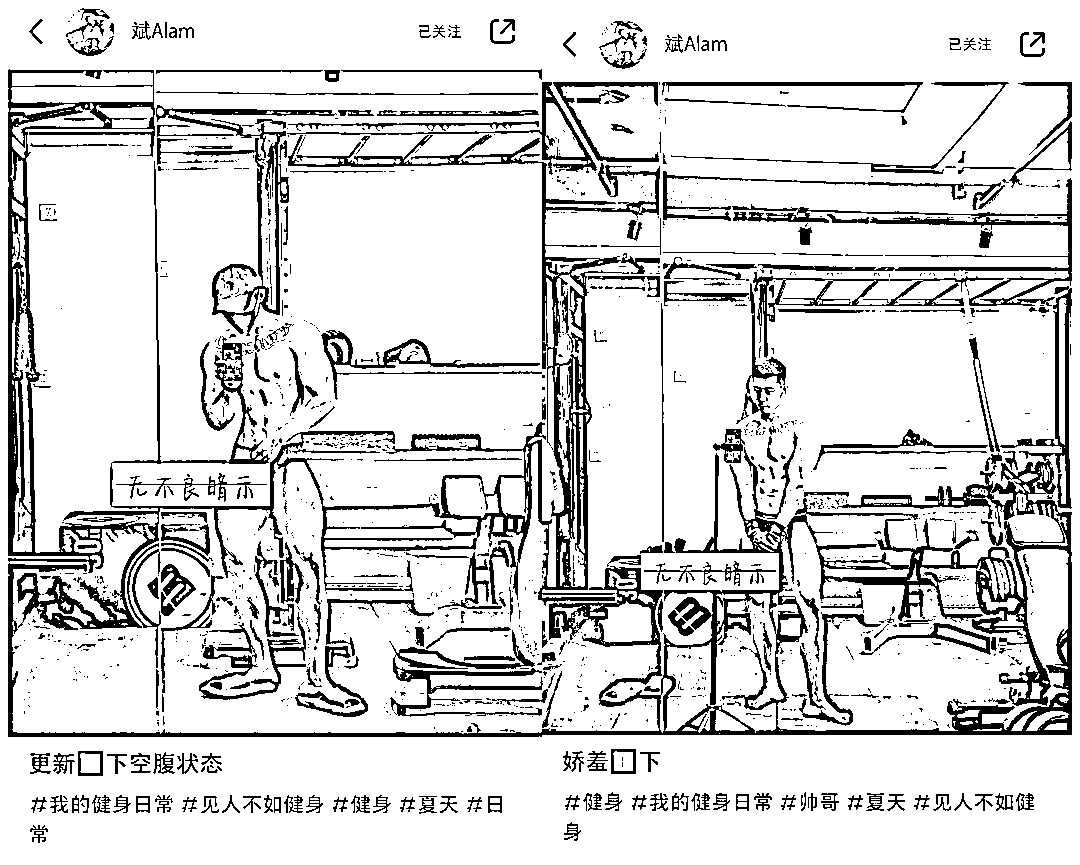 斌Alam
已关注
无不良暗示
更新□下空腹状态
#我的健身日常 #见人不如健身 #健身 #夏天 #日
常
斌Alam
已关注
无不良暗示
娇羞□下
#健身 #我的健身日常 #帅哥 #夏天 #见人不如健
身